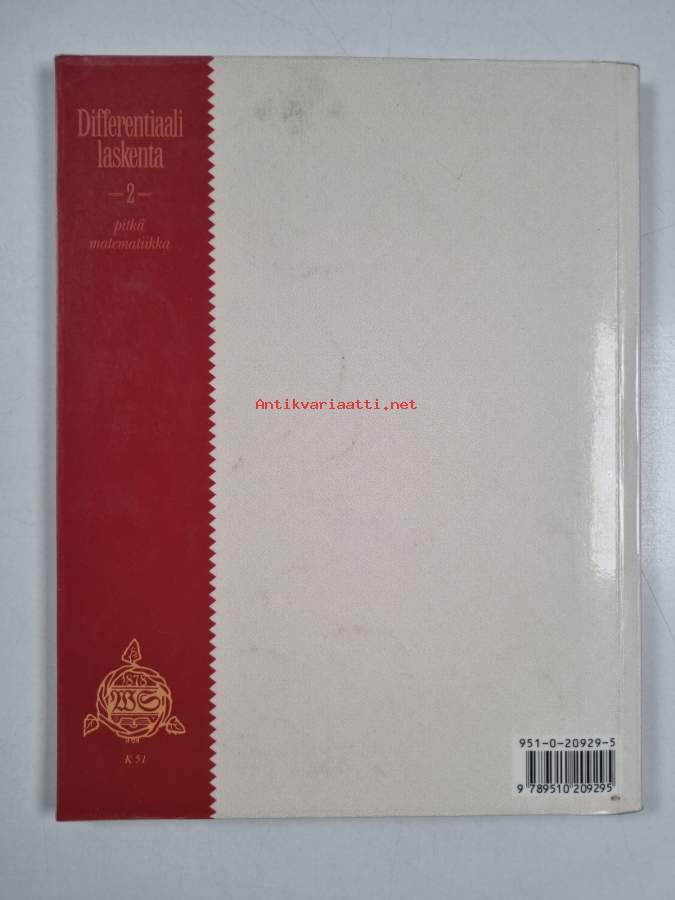 Differentiaali
laskenta
—2—
pitkä
matematiikka
Antikvariaatti.net
1878
WS
K 51
951-0-20929-5
9 789510 209295